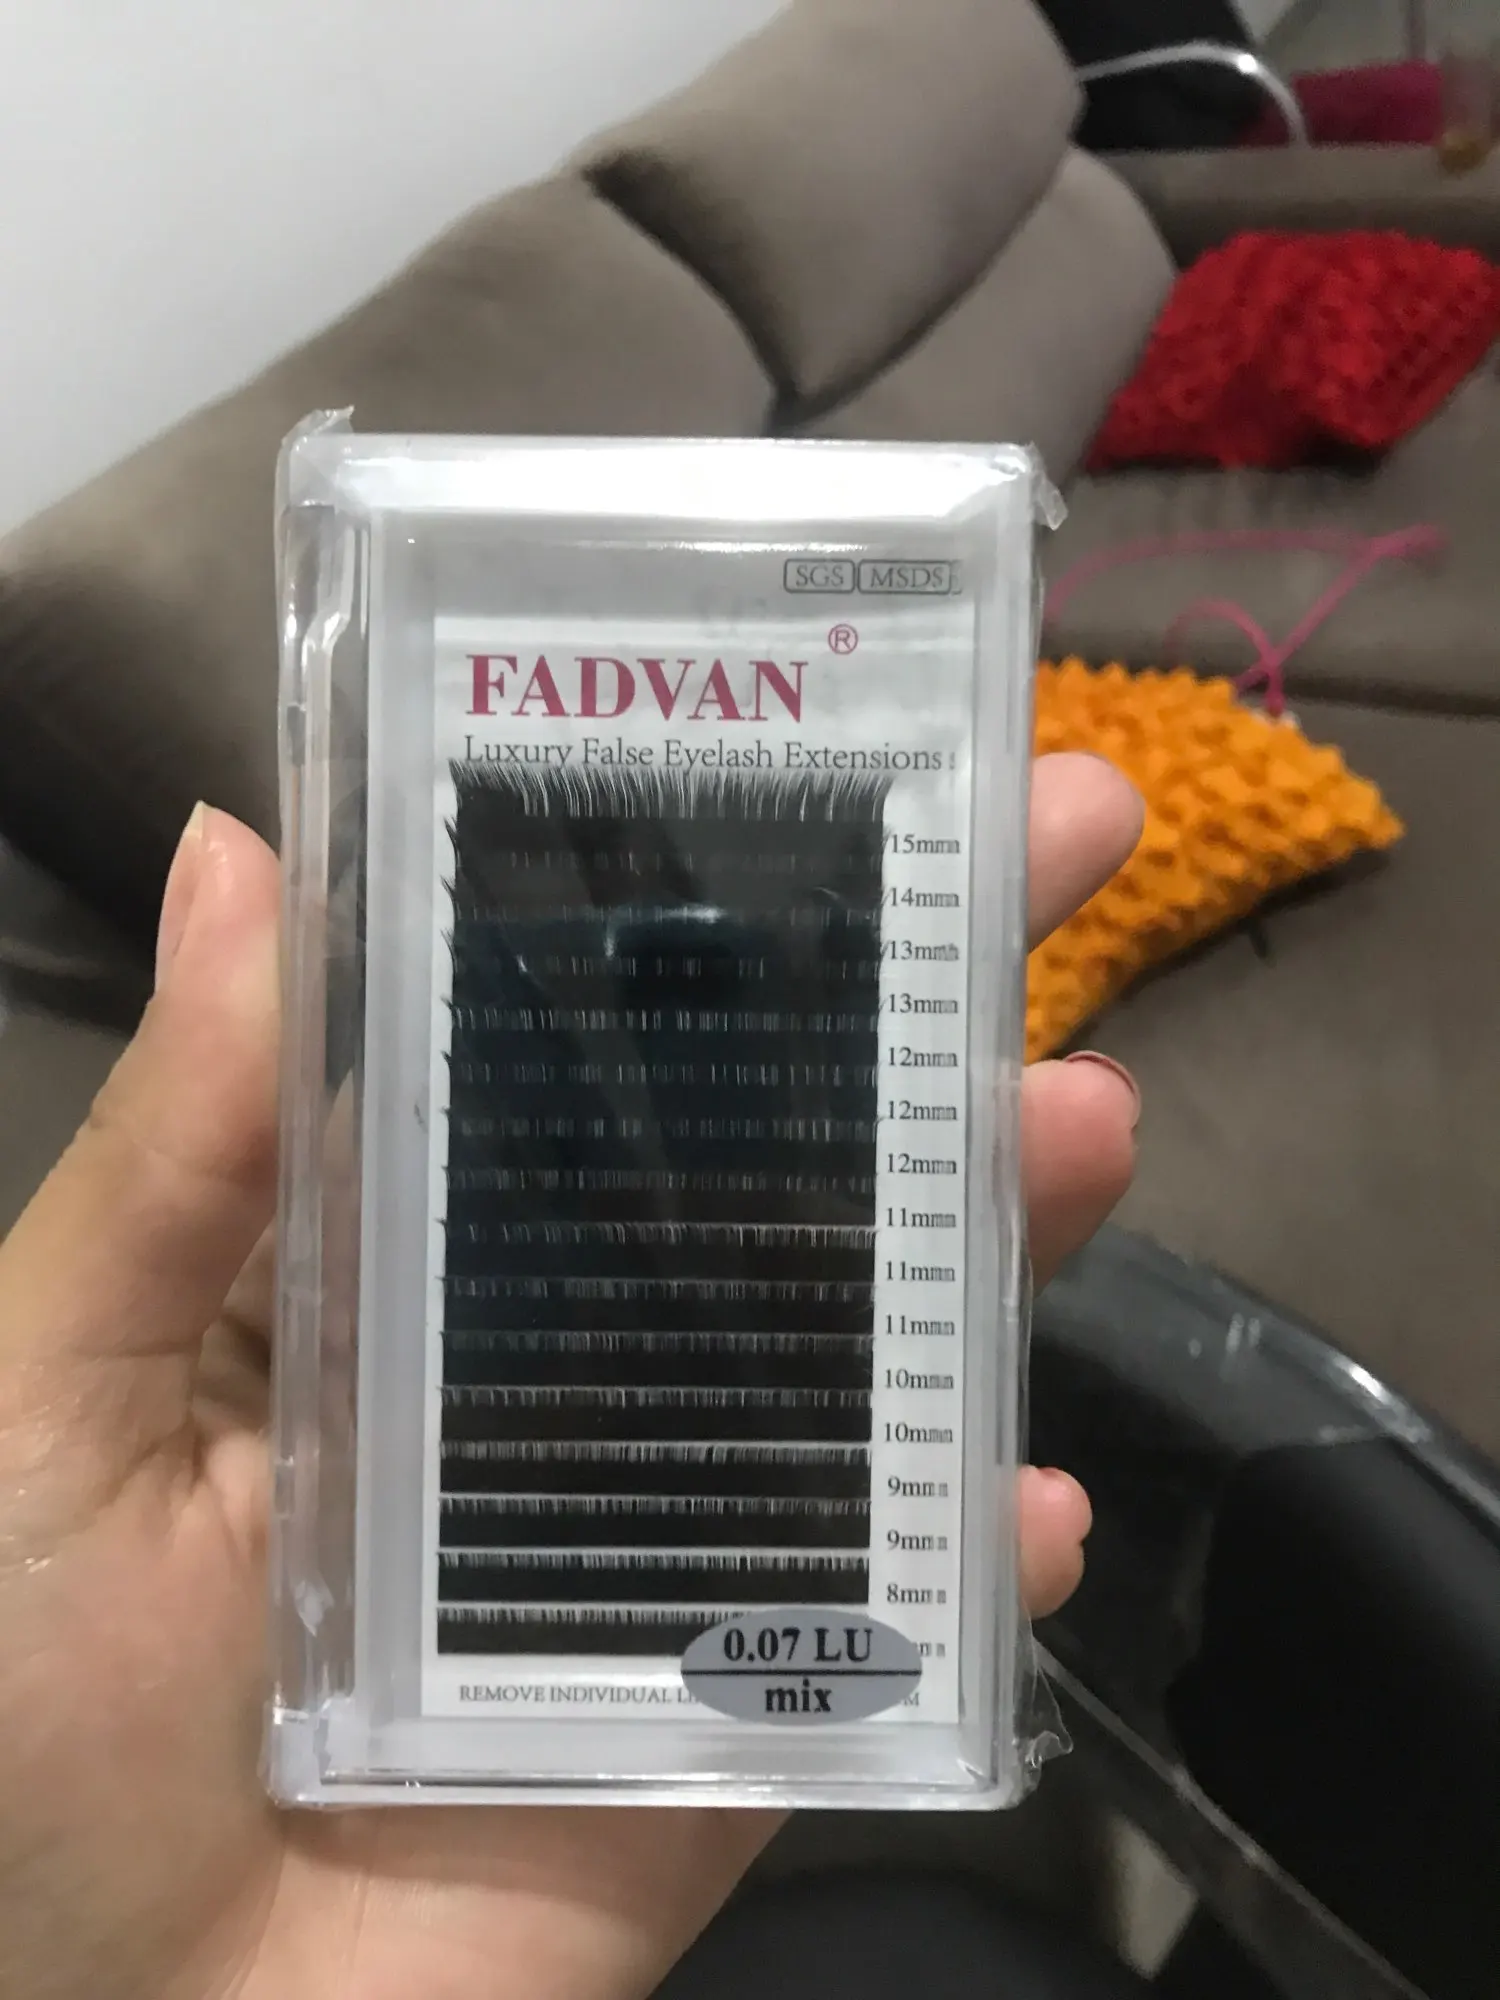 SGS MSDS
FADVAN ®
Luxury False Eyelash Extensions
15mm
14mm
13mm
13mm
12mm
12mm
12mm
11mm
11mm
11mm
10mm
10mm
9mm
9mm
8mm
0.07 LU
mix
REMOVE INDIVIDUAL